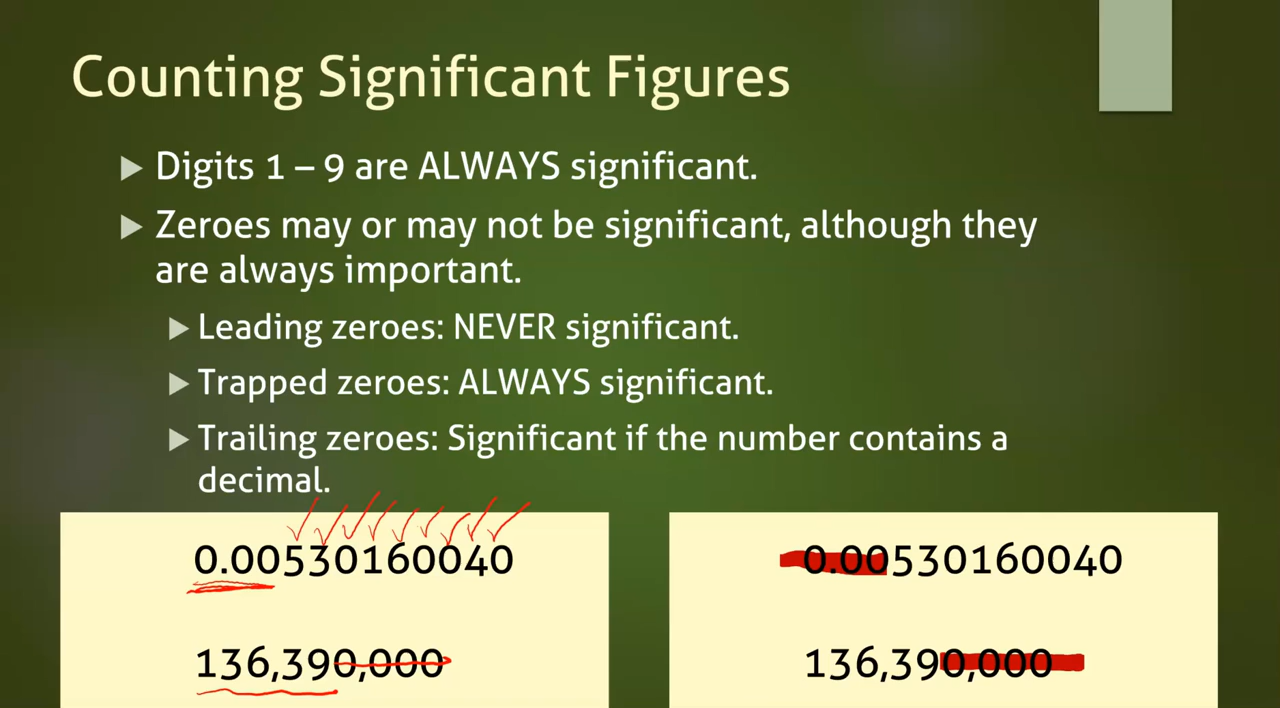 Counting Significant Figures
Digits 1 – 9 are ALWAYS significant.
Zeroes may or may not be significant, although they
are always important.
Leading zeroes: NEVER significant.
Trapped zeroes: ALWAYS significant.
Trailing zeroes: Significant if the number contains a
decimal.
0.00530160040
136,390,000
0.00530160040
136,390,000